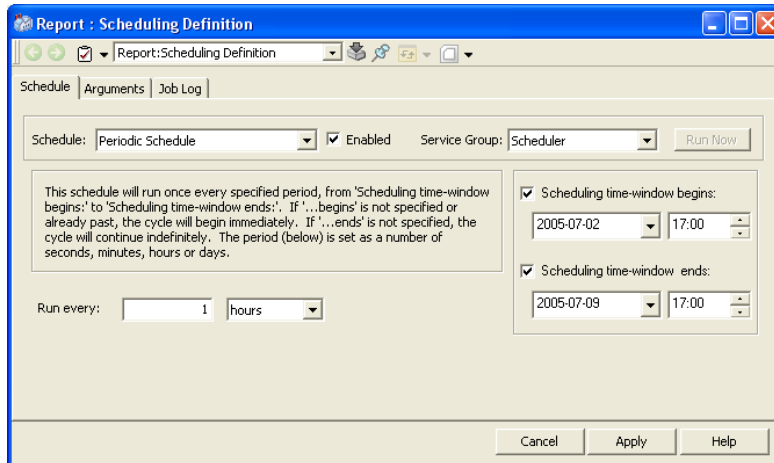 Report : Scheduling Definition
Report:Scheduling Definition
Schedule Arguments Job Log
Schedule: Periodic Schedule Enabled Service Group: Scheduler Run Now
This schedule will run once every specified period, from 'Scheduling time-window
begins:' to 'Scheduling time-window ends:'. If '...begins' is not specified or
already past, the cycle will begin immediately. If '...ends' is not specified, the
cycle will continue indefinitely. The period (below) is set as a number of
seconds, minutes, hours or days.
Scheduling time-window begins:
2005-07-02 17:00
Scheduling time-window ends:
2005-07-09 17:00
Run every: 1 hours
Cancel Apply Help